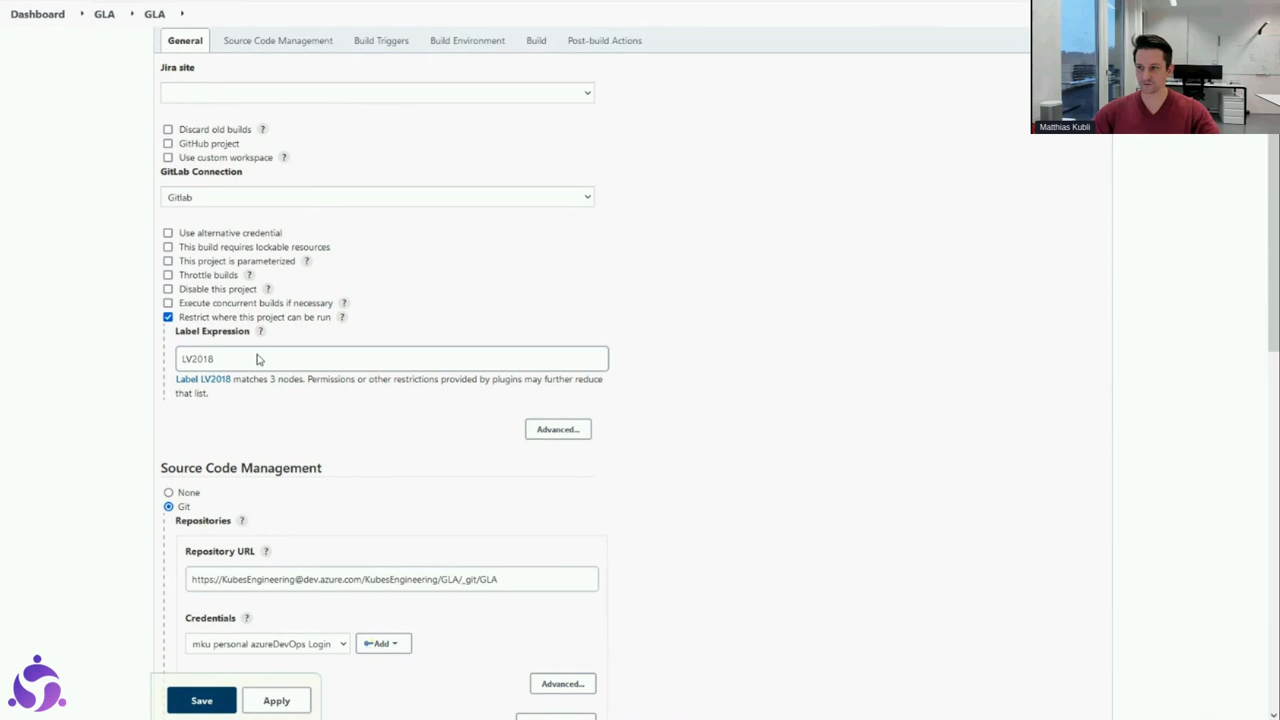 Dashboard GLA GLA
General Source Code Management Build Triggers Build Environment Build Post-build Actions
Jira site
Discard old builds ?
GitHub project
Use custom workspace ?
GitLab Connection
Gitlab
Use alternative credential
This build requires lockable resources
This project is parameterized ?
Throttle builds ?
Disable this project ?
Execute concurrent builds if necessary ?
Restrict where this project can be run ?
Label Expression ?
LV2018
Label LV2018 matches 3 nodes. Permissions or other restrictions provided by plugins may further reduce
that list.
Advanced...
Source Code Management
None
Git
Repositories ?
Repository URL ?
https://KubesEngineering@dev.azure.com/KubesEngineering/GLA/_git/GLA
Credentials ?
mku personal azureDevOps Login Add
Advanced...
Save Apply
Matthias Kubli